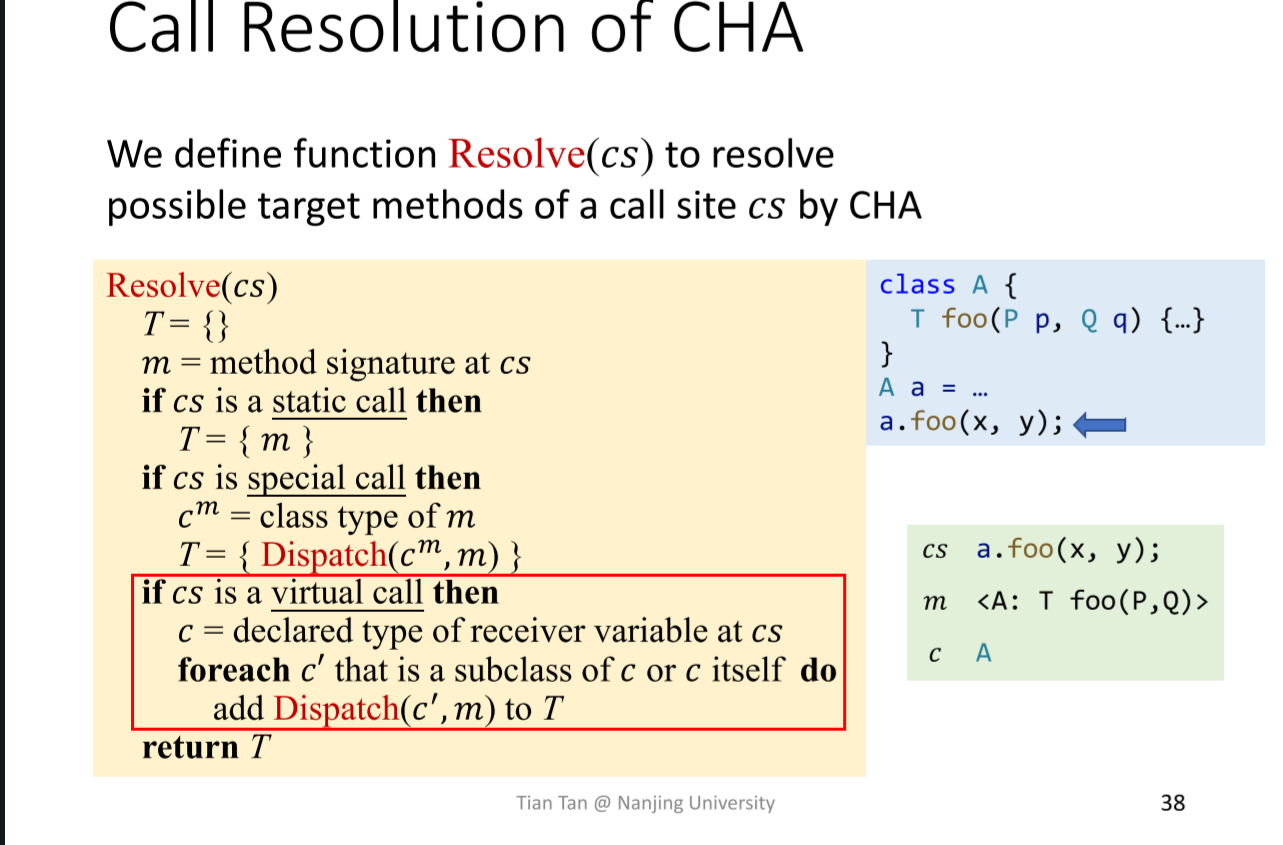 Call Resolution of CHA
We define function Resolve(cs) to resolve
possible target methods of a call site cs by CHA
Resolve(cs)
T = {}
m = method signature at cs
if cs is a static call then
T = { m }
if cs is special call then
cᵐ = class type of m
T = { Dispatch(cᵐ, m) }
if cs is a virtual call then
c = declared type of receiver variable at cs
foreach c′ that is a subclass of c or c itself do
add Dispatch(c′, m) to T
return T
class A {
T foo(P p, Q q) {…}
}
A a = …
a.foo(x, y);
cs a.foo(x, y);
m <A: T foo(P,Q)>
c A
Tian Tan @ Nanjing University
38